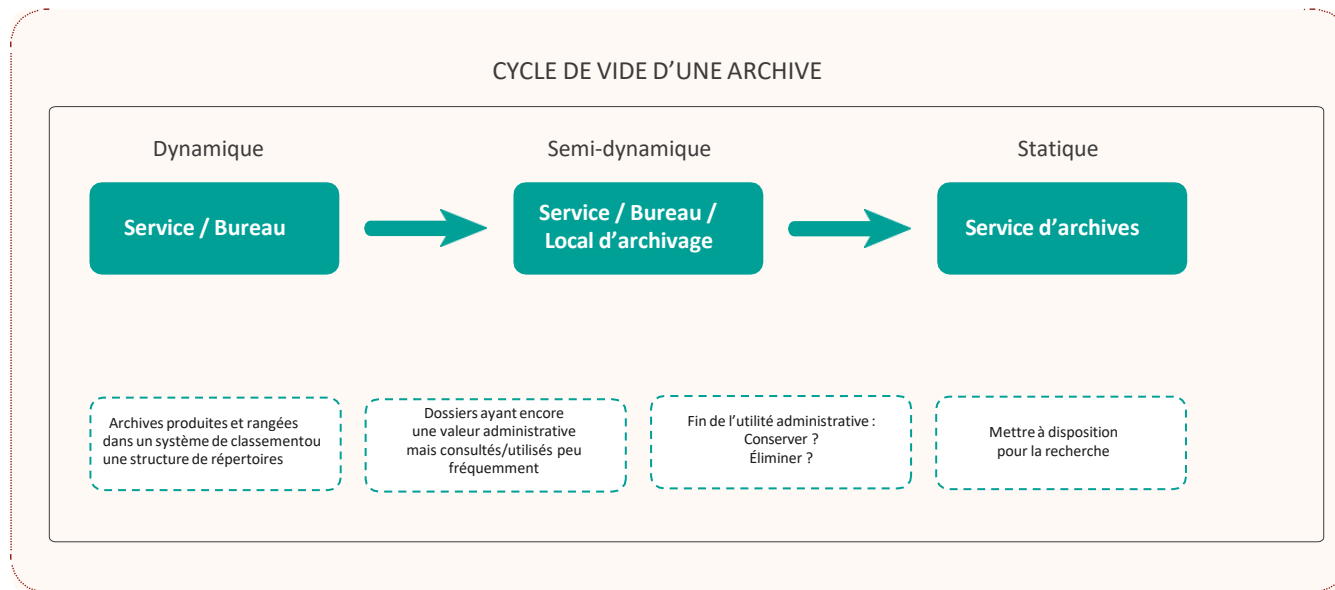 CYCLE DE VIDE D’UNE ARCHIVE
Dynamique
Semi-dynamique
Statique
Service / Bureau
Service / Bureau /
Local d’archivage
Service d’archives
Archives produites et rangées
dans un système de classementou
une structure de répertoires
Dossiers ayant encore
une valeur administrative
mais consultés/utilisés peu
fréquemment
Fin de l’utilité administrative :
Conserver ?
Éliminer ?
Mettre à disposition
pour la recherche